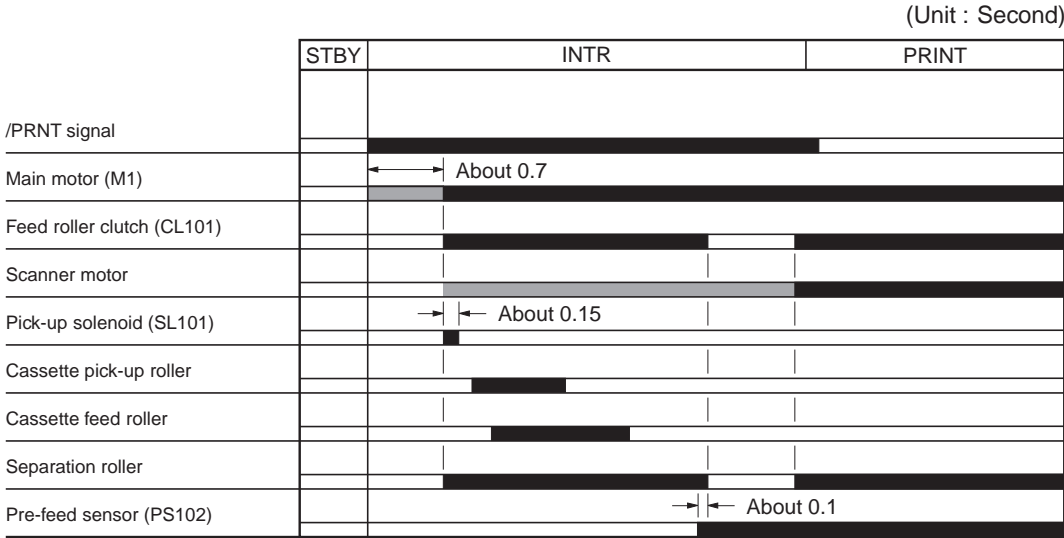 (Unit : Second)
STBY INTR PRINT
/PRNT signal
Main motor (M1) About 0.7
Feed roller clutch (CL101)
Scanner motor
Pick-up solenoid (SL101) About 0.15
Cassette pick-up roller
Cassette feed roller
Separation roller
Pre-feed sensor (PS102) About 0.1